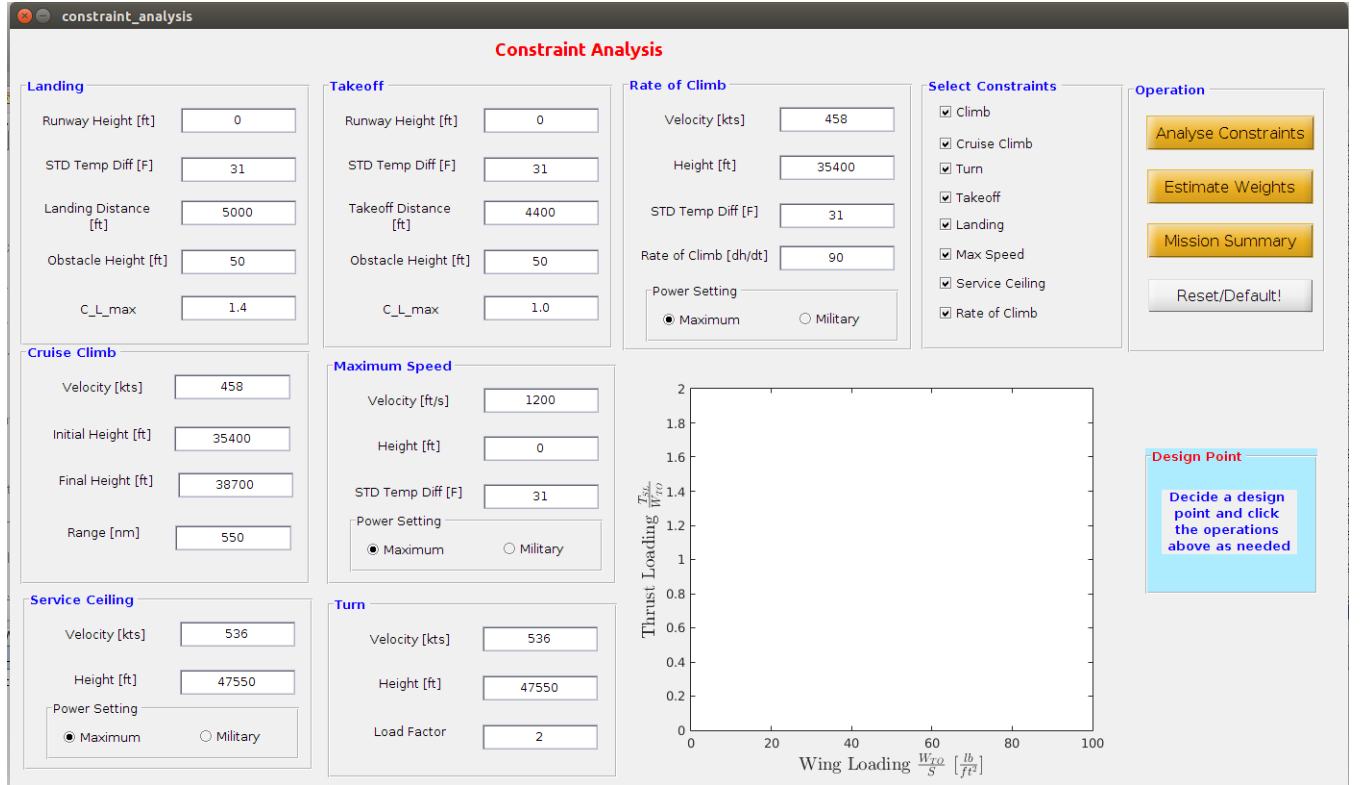 constraint_analysis
Constraint Analysis
Landing
Runway Height [ft]
0
STD Temp Diff [F]
31
Landing Distance
[ft]
5000
Obstacle Height [ft]
50
C_L_max
1.4
Takeoff
Runway Height [ft]
0
STD Temp Diff [F]
31
Takeoff Distance
[ft]
4400
Obstacle Height [ft]
50
C_L_max
1.0
Rate of Climb
Velocity [kts]
458
Height [ft]
35400
STD Temp Diff [F]
31
Rate of Climb [dh/dt]
90
Power Setting
Maximum
Military
Select Constraints
Climb
Cruise Climb
Turn
Takeoff
Landing
Max Speed
Service Ceiling
Rate of Climb
Operation
Analyse Constraints
Estimate Weights
Mission Summary
Reset/Default!
Cruise Climb
Velocity [kts]
458
Initial Height [ft]
35400
Final Height [ft]
38700
Range [nm]
550
Maximum Speed
Velocity [ft/s]
1200
Height [ft]
0
STD Temp Diff [F]
31
Power Setting
Maximum
Military
Service Ceiling
Velocity [kts]
536
Height [ft]
47550
Power Setting
Maximum
Military
Turn
Velocity [kts]
536
Height [ft]
47550
Load Factor
2
2
1.8
1.6
1.4
1.2
1
0.8
0.6
0.4
0.2
0
Thrust Loading T_SL/W_TO
0
20
40
60
80
100
Wing Loading W_TO/S [lb/ft²]
Design Point
Decide a design
point and click
the operations
above as needed